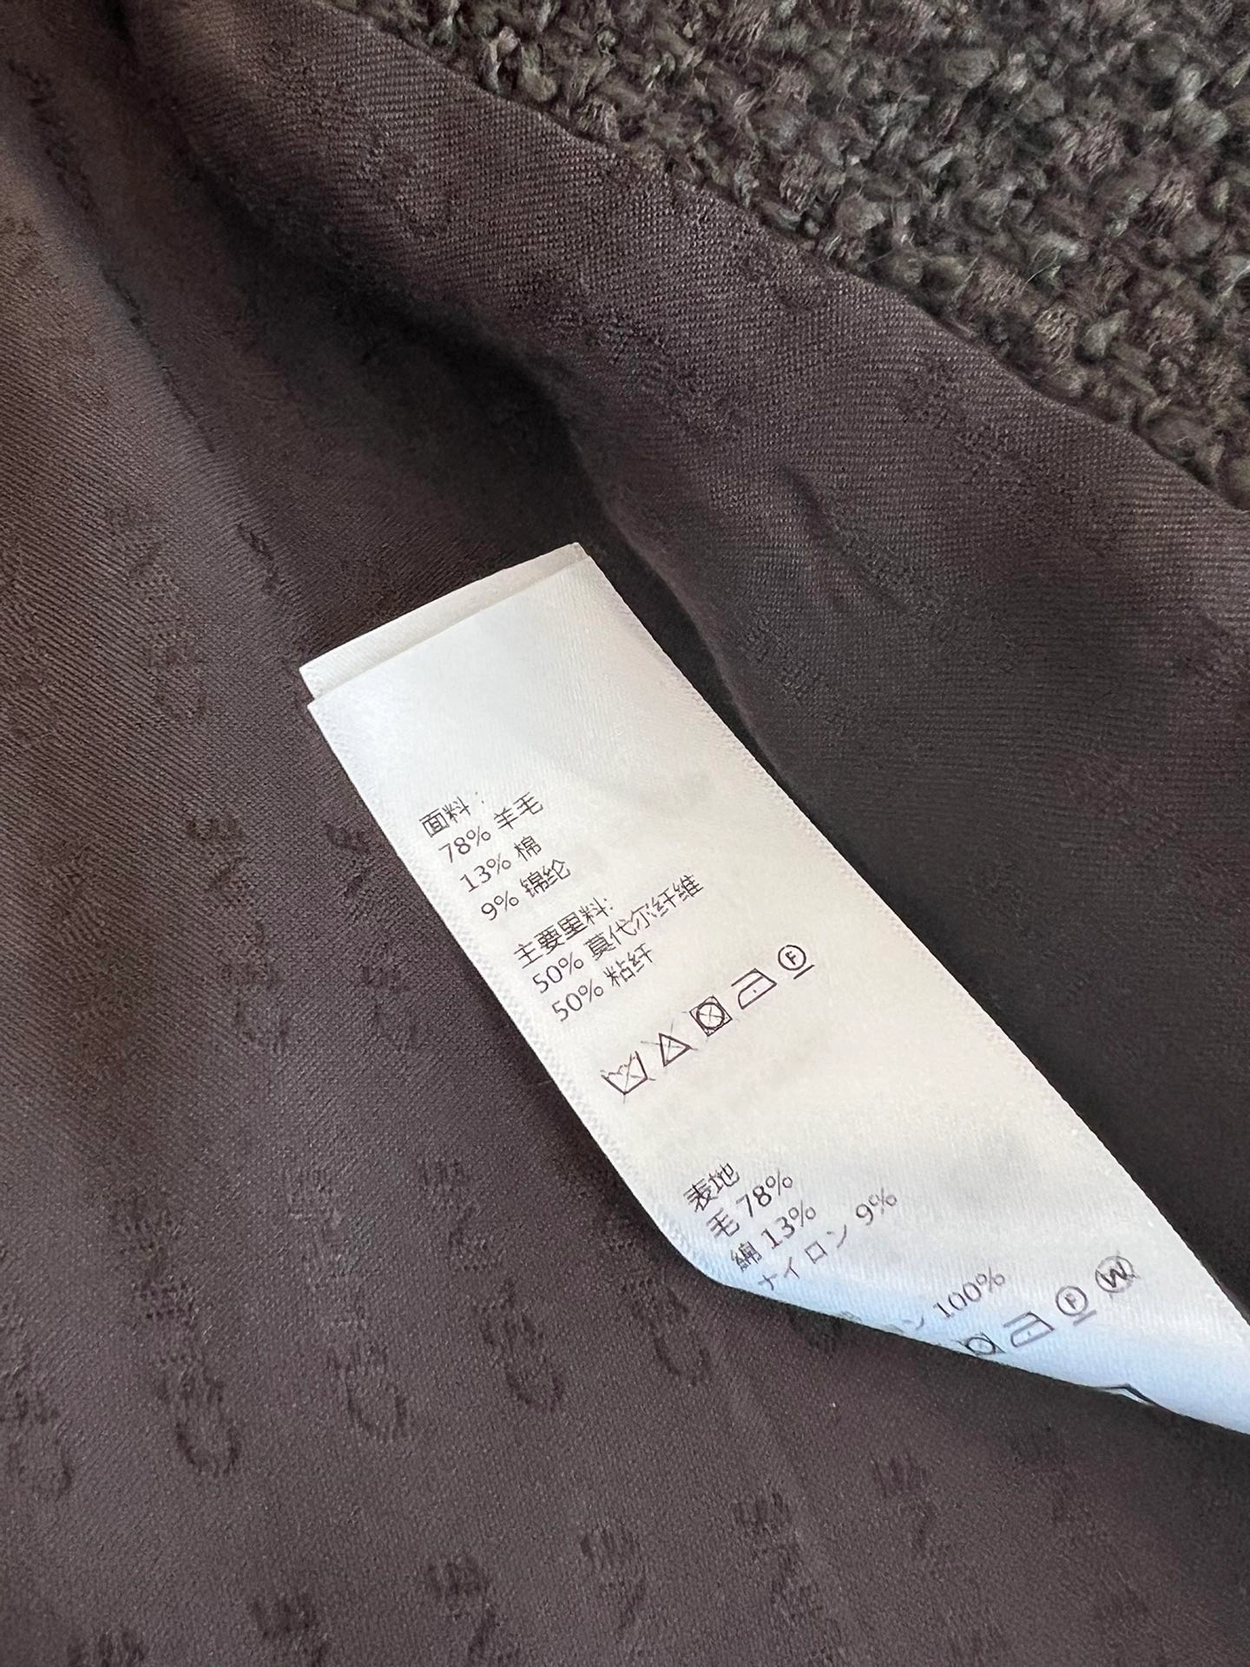 面料:
78% 羊毛
13% 棉
9% 锦纶
主要里料:
50% 莫代尔纤维
50% 粘纤
F
表地
毛 78%
綿 13%
ナイロン 9%
ン 100%
F W